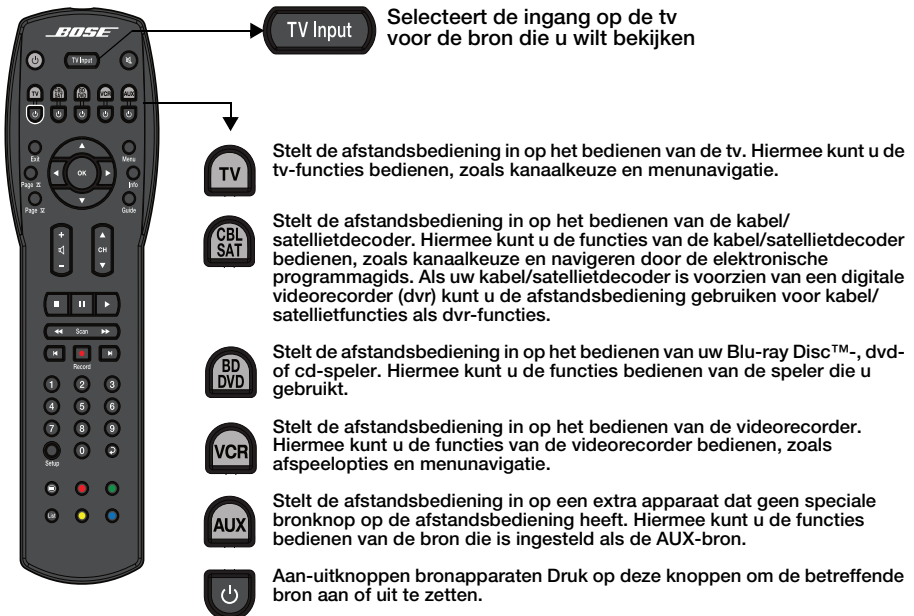 BOSE
TV Input
TV
CBL SAT
BD DVD
VCR
AUX
Exit
Menu
OK
Page
Info
Page
Guide
+
CH
-
Scan
Record
1 2 3
4 5 6
7 8 9
0
Setup
List
TV Input
Selecteert de ingang op de tv
voor de bron die u wilt bekijken
TV
Stelt de afstandsbediening in op het bedienen van de tv. Hiermee kunt u de
tv-functies bedienen, zoals kanaalkeuze en menunavigatie.
CBL
SAT
Stelt de afstandsbediening in op het bedienen van de kabel/
satellietdecoder. Hiermee kunt u de functies van de kabel/satellietdecoder
bedienen, zoals kanaalkeuze en navigeren door de elektronische
programmagids. Als uw kabel/satellietdecoder is voorzien van een digitale
videorecorder (dvr) kunt u de afstandsbediening gebruiken voor kabel/
satellietfuncties als dvr-functies.
BD
DVD
Stelt de afstandsbediening in op het bedienen van uw Blu-ray Disc™-, dvd-
of cd-speler. Hiermee kunt u de functies bedienen van de speler die u
gebruikt.
VCR
Stelt de afstandsbediening in op het bedienen van de videorecorder.
Hiermee kunt u de functies van de videorecorder bedienen, zoals
afspeelopties en menunavigatie.
AUX
Stelt de afstandsbediening in op een extra apparaat dat geen speciale
bronknop op de afstandsbediening heeft. Hiermee kunt u de functies
bedienen van de bron die is ingesteld als de AUX-bron.
Aan-uitknoppen bronapparaten Druk op deze knoppen om de betreffende
bron aan of uit te zetten.